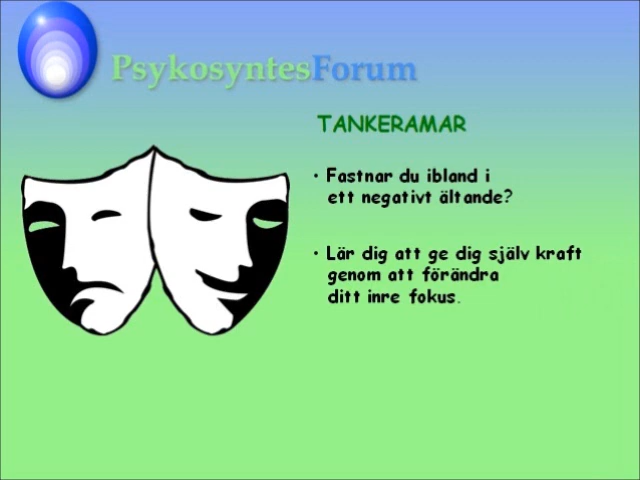 PsykosyntesForum
TANKERAMAR
• Fastnar du ibland i
ett negativt ältande?
• Lär dig att ge dig själv kraft
genom att förändra
ditt inre fokus.